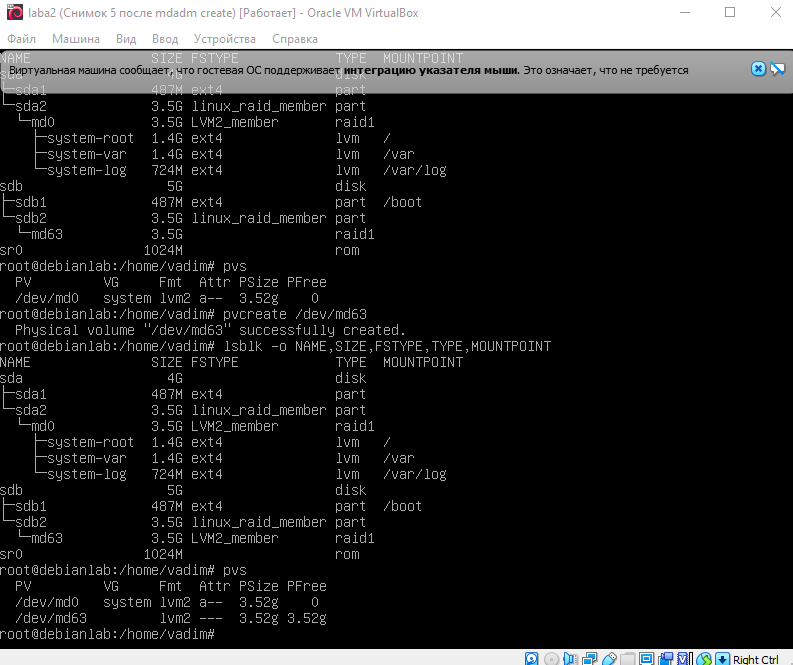 laba2 (Снимок 5 после mdadm create) [Работает] - Oracle VM VirtualBox
Файл Машина Вид Ввод Устройства Справка
NAME SIZE FSTYPE TYPE MOUNTPOINT
Виртуальная машина сообщает, что гостевая ОС поддерживает интеграцию указателя мыши. Это означает, что не требуется
sda 4G disk
├─sda1 487M ext4 part
└─sda2 3.5G linux_raid_member part
  └─md0 3.5G LVM2_member raid1
    ├─system-root 1.4G ext4 lvm /
    ├─system-var 1.4G ext4 lvm /var
    └─system-log 724M ext4 lvm /var/log
sdb 5G disk
├─sdb1 487M ext4 part /boot
└─sdb2 3.5G linux_raid_member part
  └─md63 3.5G raid1
sr0 1024M rom
root@debianlab:/home/vadim# pvs
  PV VG Fmt Attr PSize PFree
  /dev/md0 system lvm2 a-- 3.52g 0
root@debianlab:/home/vadim# pvcreate /dev/md63
  Physical volume "/dev/md63" successfully created.
root@debianlab:/home/vadim# lsblk -o NAME,SIZE,FSTYPE,TYPE,MOUNTPOINT
NAME SIZE FSTYPE TYPE MOUNTPOINT
sda 4G disk
├─sda1 487M ext4 part
└─sda2 3.5G linux_raid_member part
  └─md0 3.5G LVM2_member raid1
    ├─system-root 1.4G ext4 lvm /
    ├─system-var 1.4G ext4 lvm /var
    └─system-log 724M ext4 lvm /var/log
sdb 5G disk
├─sdb1 487M ext4 part /boot
└─sdb2 3.5G linux_raid_member part
  └─md63 3.5G LVM2_member raid1
sr0 1024M rom
root@debianlab:/home/vadim# pvs
  PV VG Fmt Attr PSize PFree
  /dev/md0 system lvm2 a-- 3.52g 0
  /dev/md63 lvm2 --- 3.52g 3.52g
root@debianlab:/home/vadim#
Right Ctrl